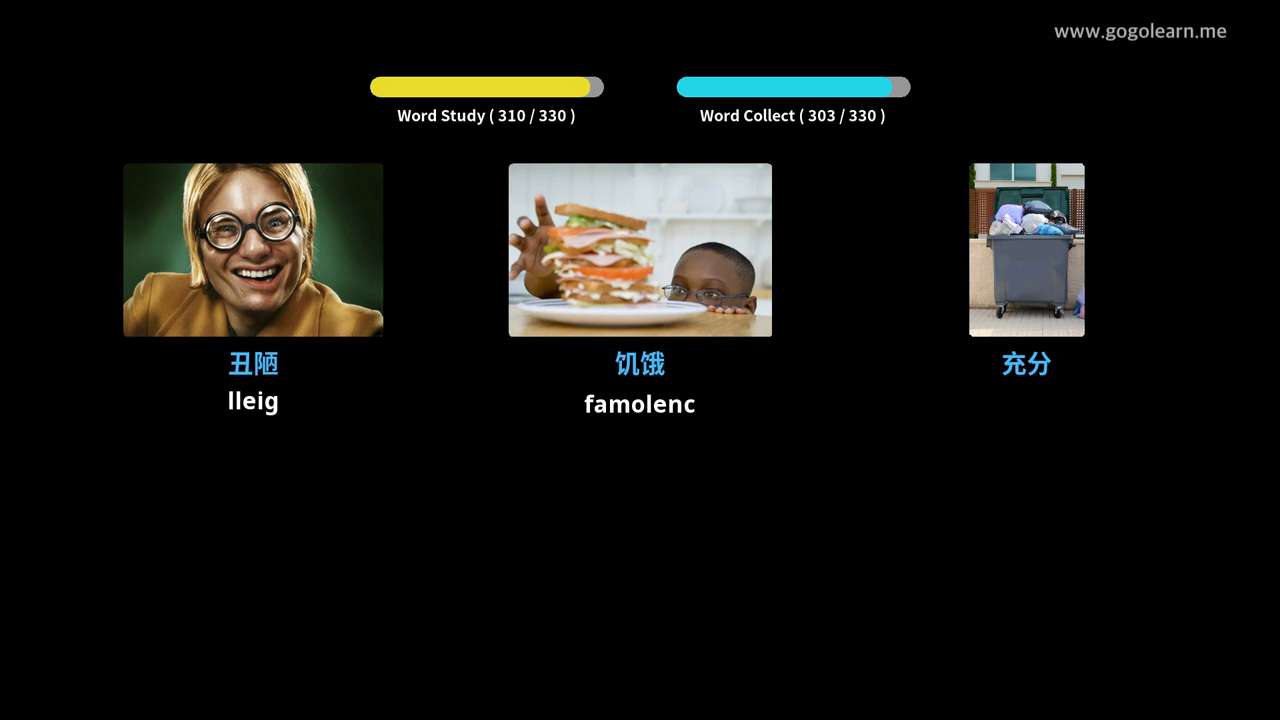 www.gogolearn.me
Word Study ( 310 / 330 )
Word Collect ( 303 / 330 )
丑陋
饥饿
充分
lleig
famolenc